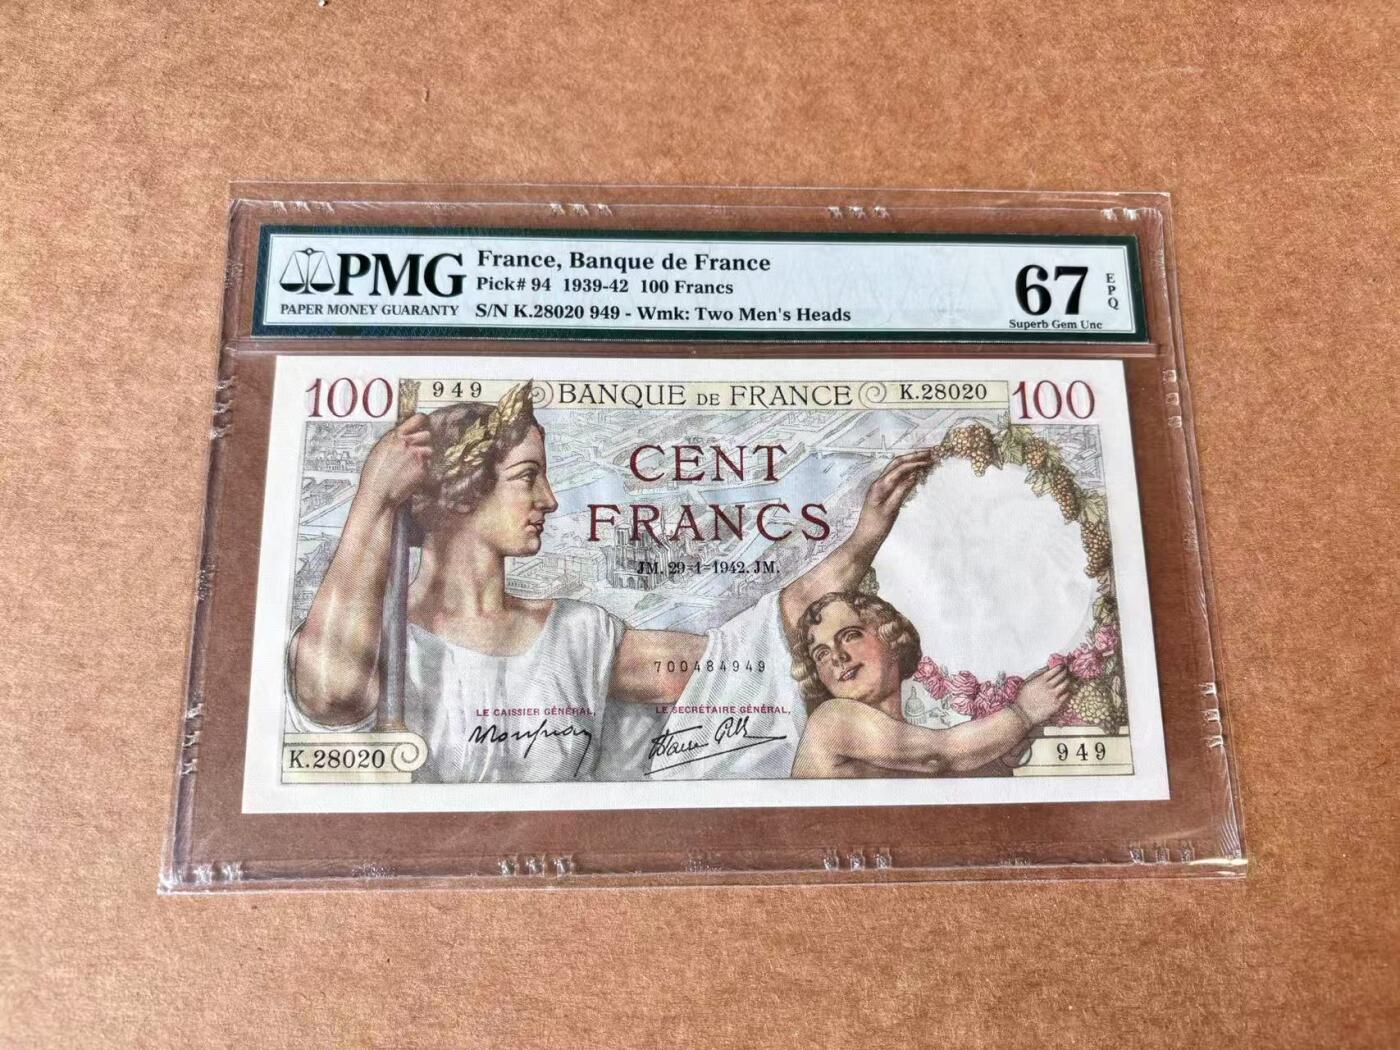 PMG
PAPER MONEY GUARANTY
France, Banque de France
Pick# 94 1939-42 100 Francs
S/N K.28020 949 - Wmk: Two Men's Heads
67
EPQ
Superb Gem Unc
100
949
BANQUE DE FRANCE
K.28020
100
CENT
FRANCS
JM. 29=1=1942. JM.
700484949
LE CAISSIER GÉNÉRAL,
LE SECRÉTAIRE GÉNÉRAL,
K.28020
949